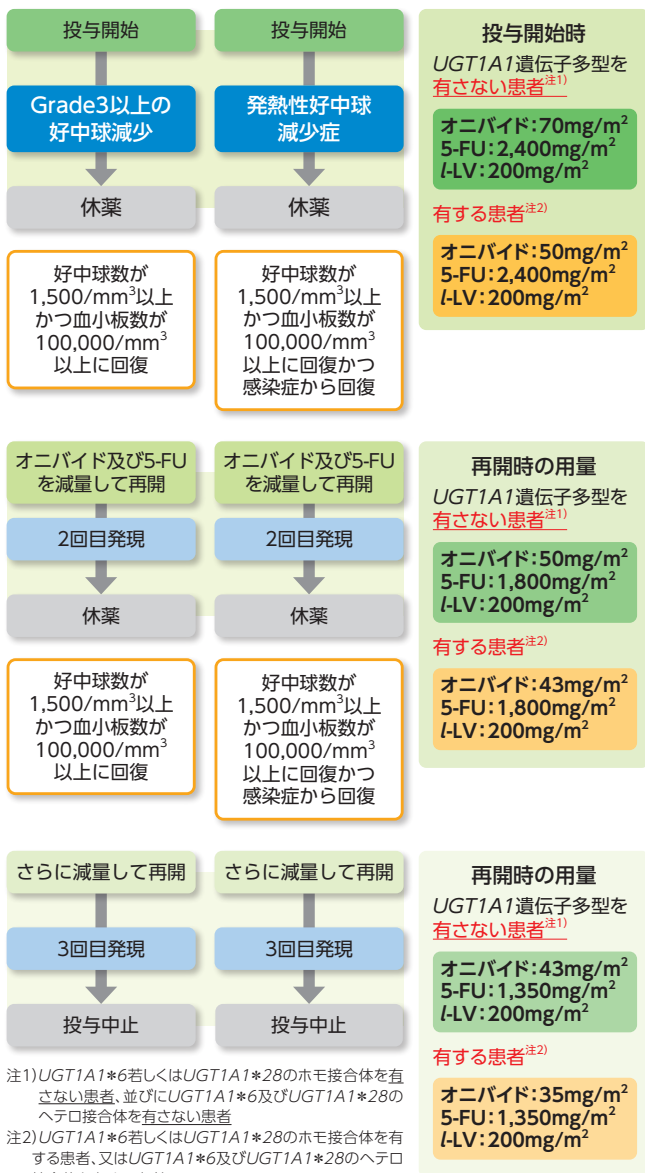 投与開始
Grade3以上の
好中球減少
休薬
好中球数が
1,500/mm³以上
かつ血小板数が
100,000/mm³
以上に回復
投与開始
発熱性好中球
減少症
休薬
好中球数が
1,500/mm³以上
かつ血小板数が
100,000/mm³
以上に回復かつ
感染症から回復
投与開始時
UGT1A1遺伝子多型を
有さない患者注1)
オニバイド：70mg/m²
5-FU：2,400mg/m²
l-LV：200mg/m²
有する患者注2)
オニバイド：50mg/m²
5-FU：2,400mg/m²
l-LV：200mg/m²
オニバイド及び5-FU
を減量して再開
2回目発現
休薬
好中球数が
1,500/mm³以上
かつ血小板数が
100,000/mm³
以上に回復
オニバイド及び5-FU
を減量して再開
2回目発現
休薬
好中球数が
1,500/mm³以上
かつ血小板数が
100,000/mm³
以上に回復かつ
感染症から回復
再開時の用量
UGT1A1遺伝子多型を
有さない患者注1)
オニバイド：50mg/m²
5-FU：1,800mg/m²
l-LV：200mg/m²
有する患者注2)
オニバイド：43mg/m²
5-FU：1,800mg/m²
l-LV：200mg/m²
さらに減量して再開
3回目発現
投与中止
さらに減量して再開
3回目発現
投与中止
再開時の用量
UGT1A1遺伝子多型を
有さない患者注1)
オニバイド：43mg/m²
5-FU：1,350mg/m²
l-LV：200mg/m²
有する患者注2)
オニバイド：35mg/m²
5-FU：1,350mg/m²
l-LV：200mg/m²
注1)UGT1A1＊6若しくはUGT1A1＊28のホモ接合体を有
さない患者、並びにUGT1A1＊6及びUGT1A1＊28の
ヘテロ接合体を有さない患者
注2)UGT1A1＊6若しくはUGT1A1＊28のホモ接合体を有
する患者、又はUGT1A1＊6及びUGT1A1＊28のヘテロ